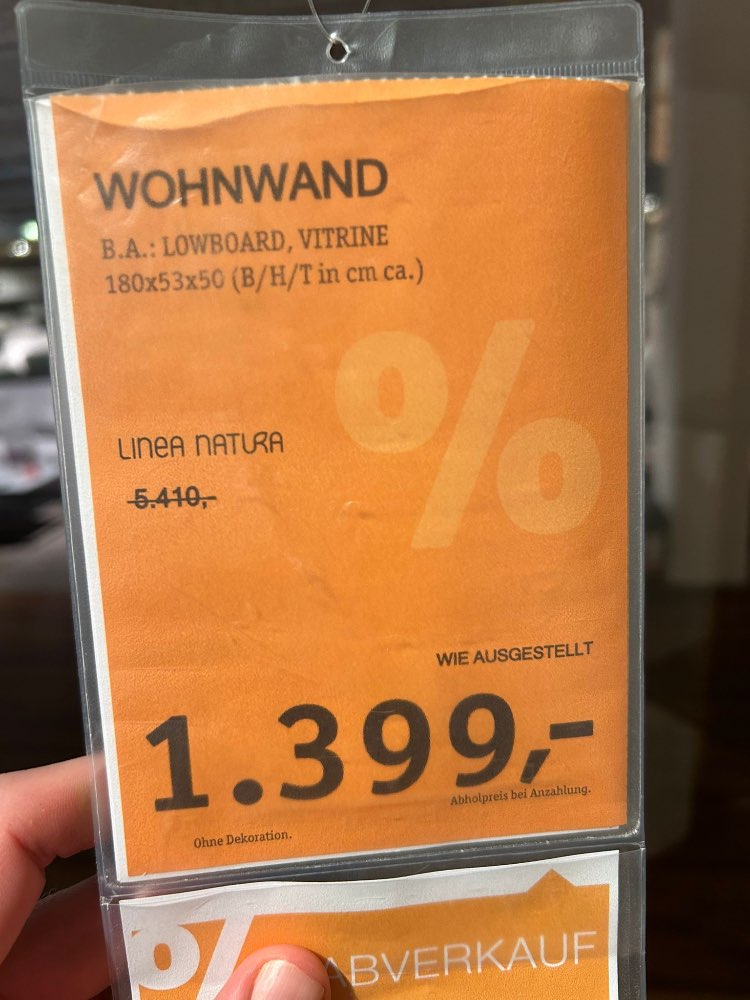 WOHNWAND
B.A.: LOWBOARD, VITRINE
180x53x50 (B/H/T in cm ca.)
%
LINEA NATURA
5.410,-
WIE AUSGESTELLT
1.399,-
Abholpreis bei Anzahlung.
Ohne Dekoration.
% ABVERKAUF